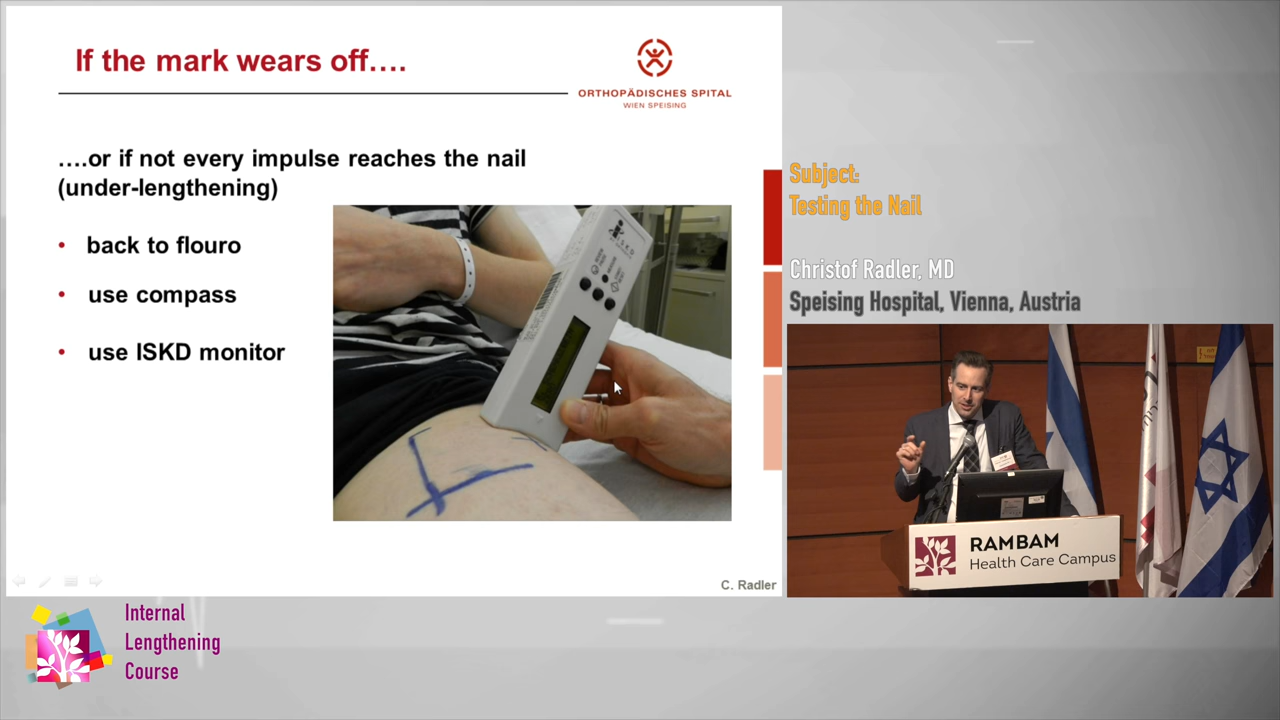 If the mark wears off….
ORTHOPÄDISCHES SPITAL
WIEN SPEISING
….or if not every impulse reaches the nail
(under-lengthening)
• back to flouro
• use compass
• use ISKD monitor
ISKD
C. Radler
Subject:
Testing the Nail
Christof Radler, MD
Speising Hospital, Vienna, Austria
RAMBAM
Health Care Campus
Internal
Lengthening
Course